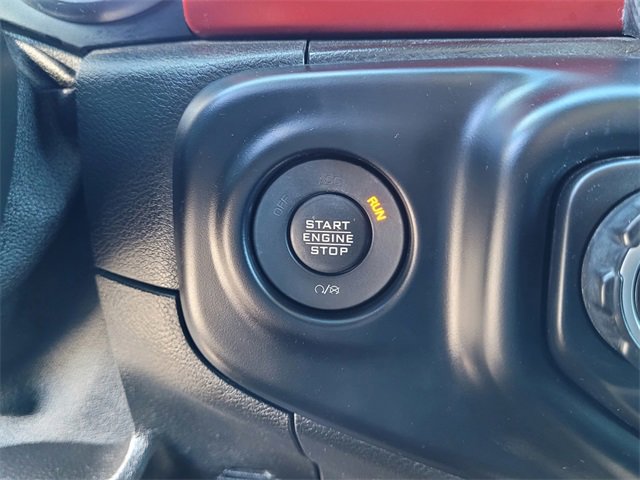 OFF
ACC
RUN
START
ENGINE
STOP